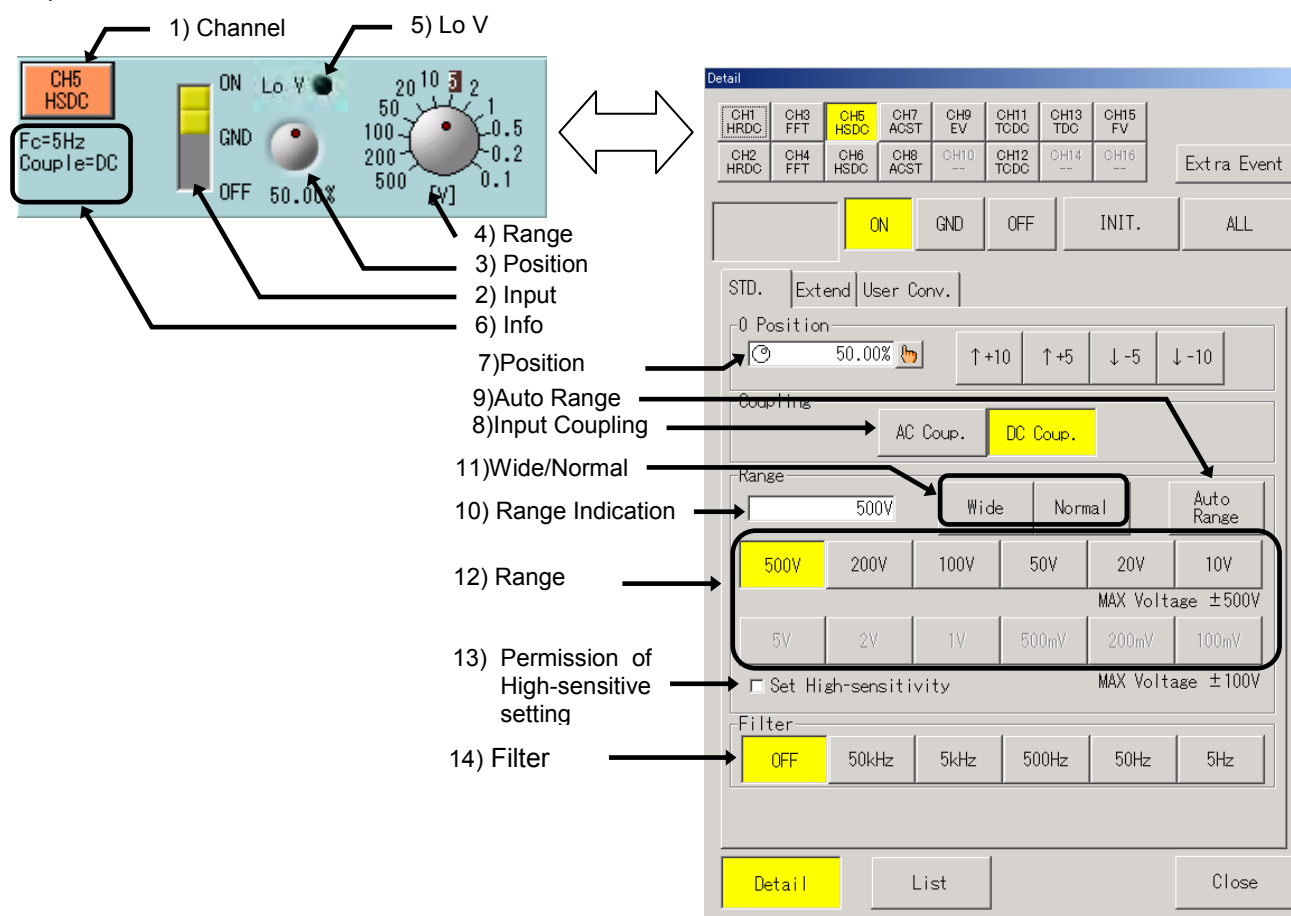 1) Channel
5) Lo V
CH5
HSDC
Fc=5Hz
Couple=DC
ON
GND
OFF
Lo V
50.00%
500
200
100
50
20
10
5
2
1
0.5
0.2
0.1
[V]
4) Range
3) Position
2) Input
6) Info
7)Position
9)Auto Range
8)Input Coupling
11)Wide/Normal
10) Range Indication
12) Range
13) Permission of
High-sensitive
setting
14) Filter
Detail
CH1 HRDC
CH3 FFT
CH5 HSDC
CH7 ACST
CH9 EV
CH11 TCDC
CH13 TDC
CH15 FV
CH2 HRDC
CH4 FFT
CH6 HSDC
CH8 ACST
CH10 --
CH12 TCDC
CH14 --
CH16 --
Extra Event
ON GND OFF INIT. ALL
STD. Extend User Conv.
0 Position
50.00% ↑+10 ↑+5 ↓-5 ↓-10
Coupling
AC Coup. DC Coup.
Range
500V Wide Normal Auto Range
500V 200V 100V 50V 20V 10V
MAX Voltage ±500V
5V 2V 1V 500mV 200mV 100mV
Set High-sensitivity MAX Voltage ±100V
Filter
OFF 50kHz 5kHz 500Hz 50Hz 5Hz
Detail List Close